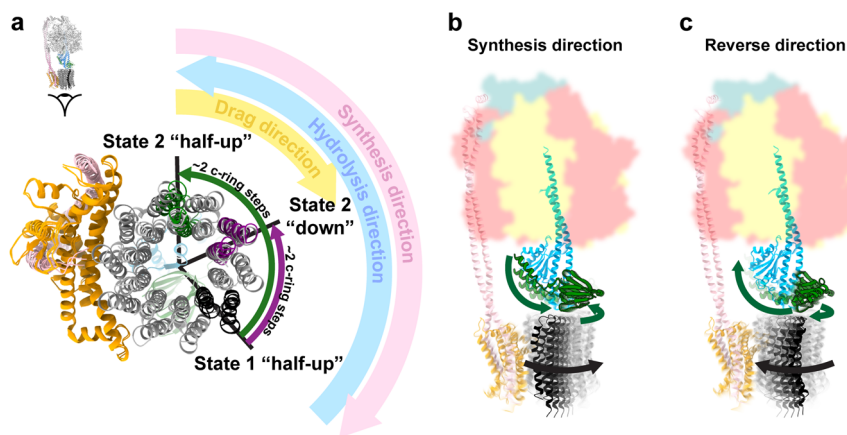 a
State 2 “half-up”
~2 c-ring steps
State 2
“down”
~2 c-ring steps
State 1 “half-up”
Drag direction
Hydrolysis direction
Synthesis direction
b
Synthesis direction
c
Reverse direction